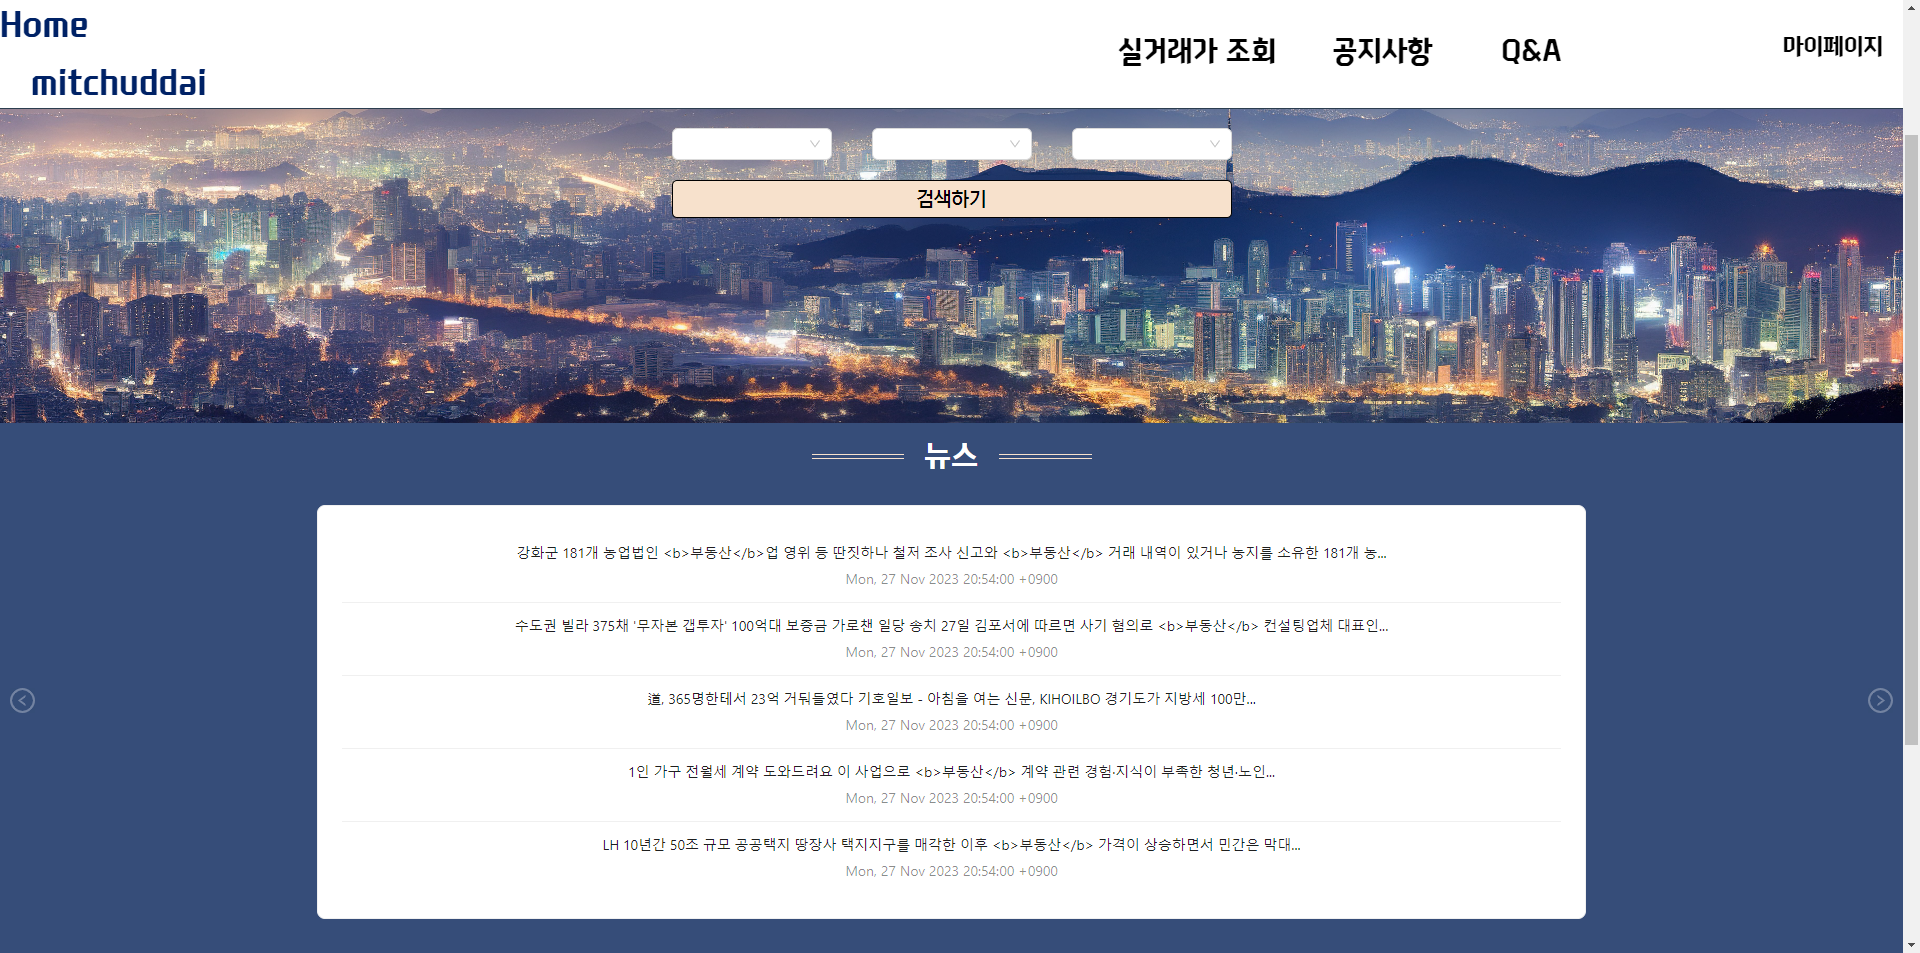 Home
mitchuddai
실거래가 조회
공지사항
Q&A
마이페이지
검색하기
뉴스
강화군 181개 농업법인 <b>부동산</b>업 영위 등 딴짓하나 철저 조사 신고와 <b>부동산</b> 거래 내역이 있거나 농지를 소유한 181개 농...
Mon, 27 Nov 2023 20:54:00 +0900
수도권 빌라 375채 '무자본 갭투자' 100억대 보증금 가로챈 일당 송치 27일 김포서에 따르면 사기 혐의로 <b>부동산</b> 컨설팅업체 대표인...
Mon, 27 Nov 2023 20:54:00 +0900
道, 365명한테서 23억 거둬들였다 기호일보 - 아침을 여는 신문, KIHOILBO 경기도가 지방세 100만...
Mon, 27 Nov 2023 20:54:00 +0900
1인 가구 전월세 계약 도와드려요 이 사업으로 <b>부동산</b> 계약 관련 경험·지식이 부족한 청년·노인...
Mon, 27 Nov 2023 20:54:00 +0900
LH 10년간 50조 규모 공공택지 땅장사 택지지구를 매각한 이후 <b>부동산</b> 가격이 상승하면서 민간은 막대...
Mon, 27 Nov 2023 20:54:00 +0900